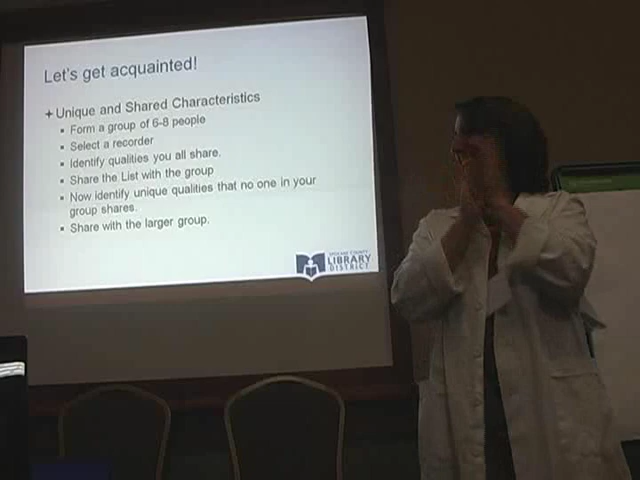 Let's get acquainted!
+ Unique and Shared Characteristics
▪ Form a group of 6-8 people
▪ Select a recorder
▪ Identify qualities you all share.
▪ Share the List with the group
▪ Now identify unique qualities that no one in your
group shares.
▪ Share with the larger group.
SPOKANE COUNTY
LIBRARY
DISTRICT